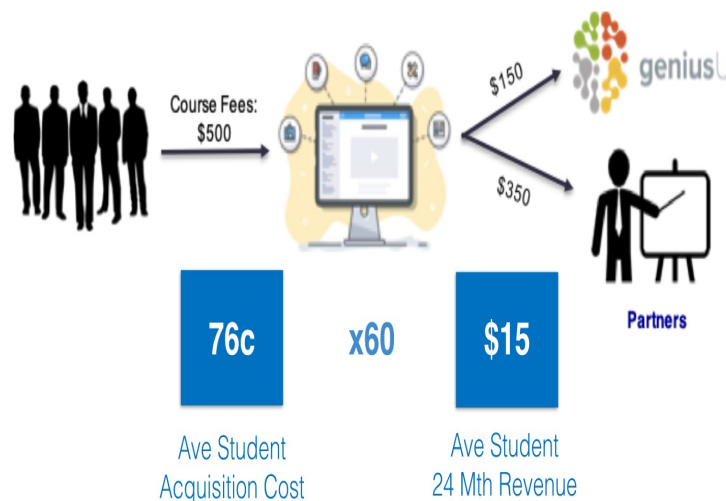 Course Fees:
$500
$150
geniusU
$350
Partners
76c
x60
$15
Ave Student
Acquisition Cost
Ave Student
24 Mth Revenue